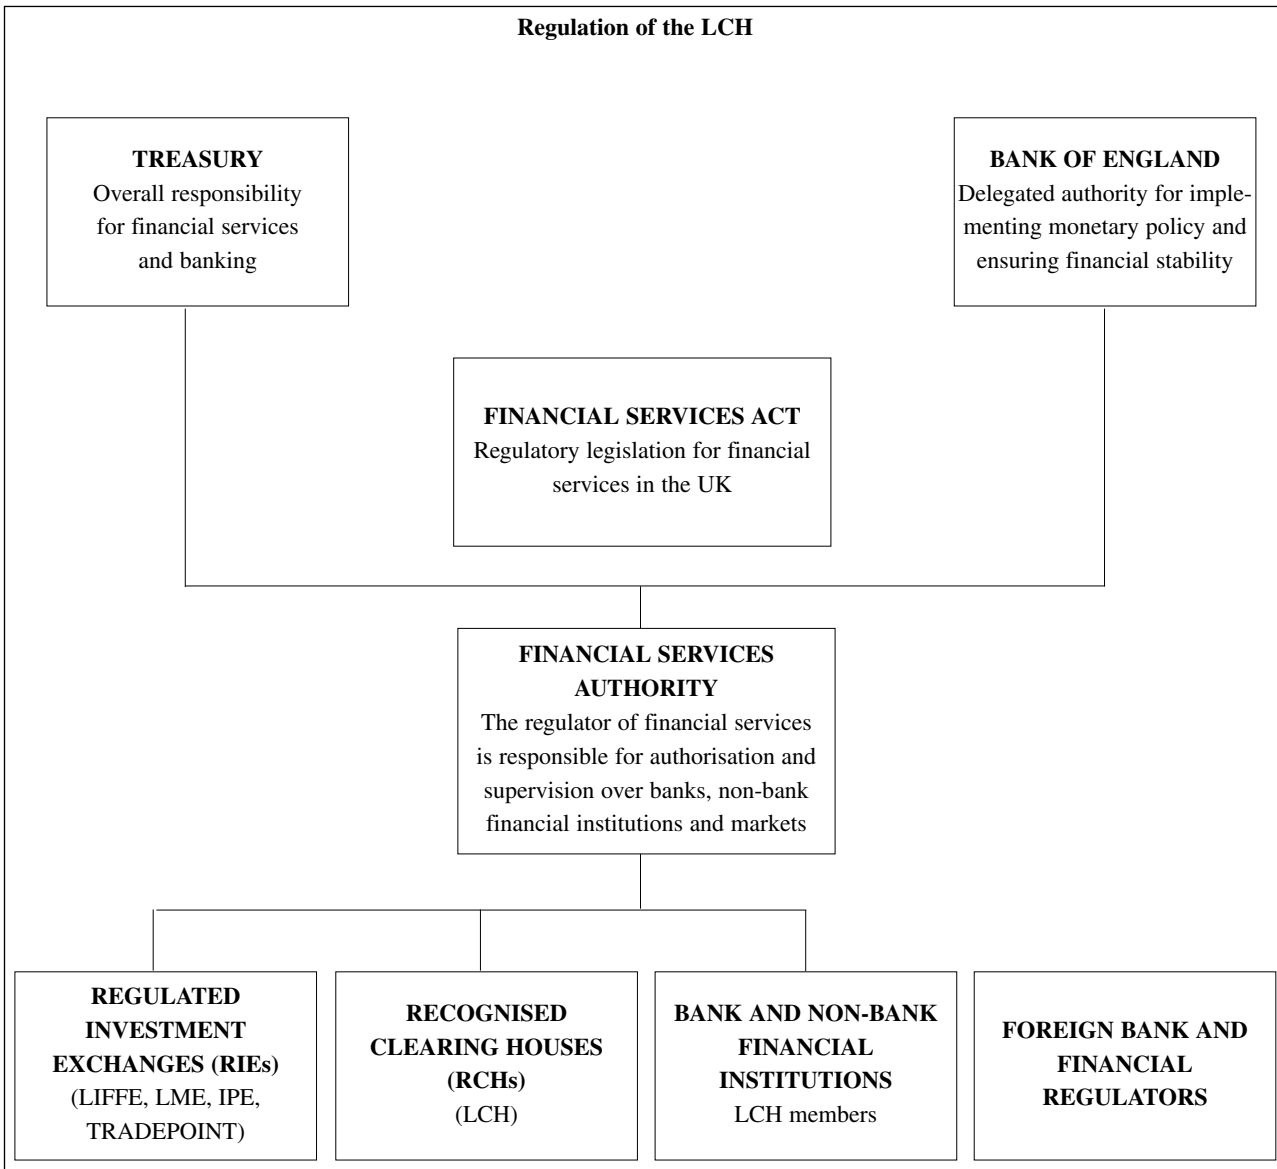 Regulation of the LCH
TREASURY
Overall responsibility
for financial services
and banking
BANK OF ENGLAND
Delegated authority for imple-
menting monetary policy and
ensuring financial stability
FINANCIAL SERVICES ACT
Regulatory legislation for financial
services in the UK
FINANCIAL SERVICES
AUTHORITY
The regulator of financial services
is responsible for authorisation and
supervision over banks, non-bank
financial institutions and markets
REGULATED
INVESTMENT
EXCHANGES (RIEs)
(LIFFE, LME, IPE,
TRADEPOINT)
RECOGNISED
CLEARING HOUSES
(RCHs)
(LCH)
BANK AND NON-BANK
FINANCIAL
INSTITUTIONS
LCH members
FOREIGN BANK AND
FINANCIAL
REGULATORS